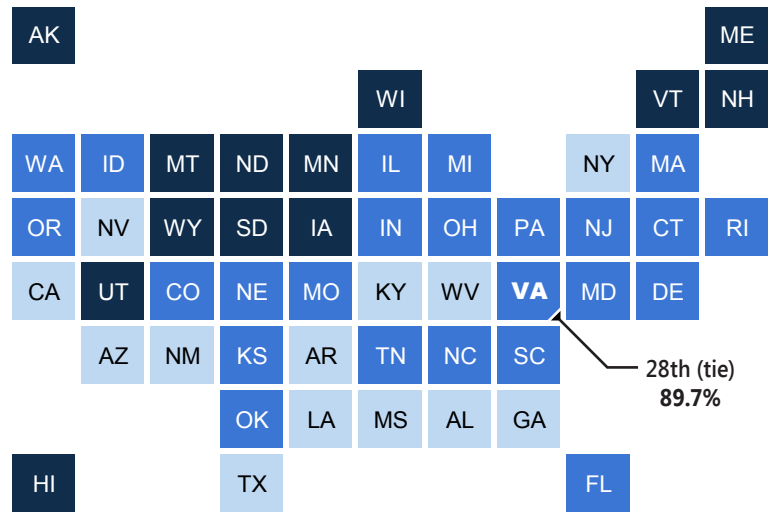 AK ME
WI VT NH
WA ID MT ND MN IL MI NY MA
OR NV WY SD IA IN OH PA NJ CT RI
CA UT CO NE MO KY WV VA MD DE
AZ NM KS AR TN NC SC
28th (tie)
89.7%
OK LA MS AL GA
HI TX FL